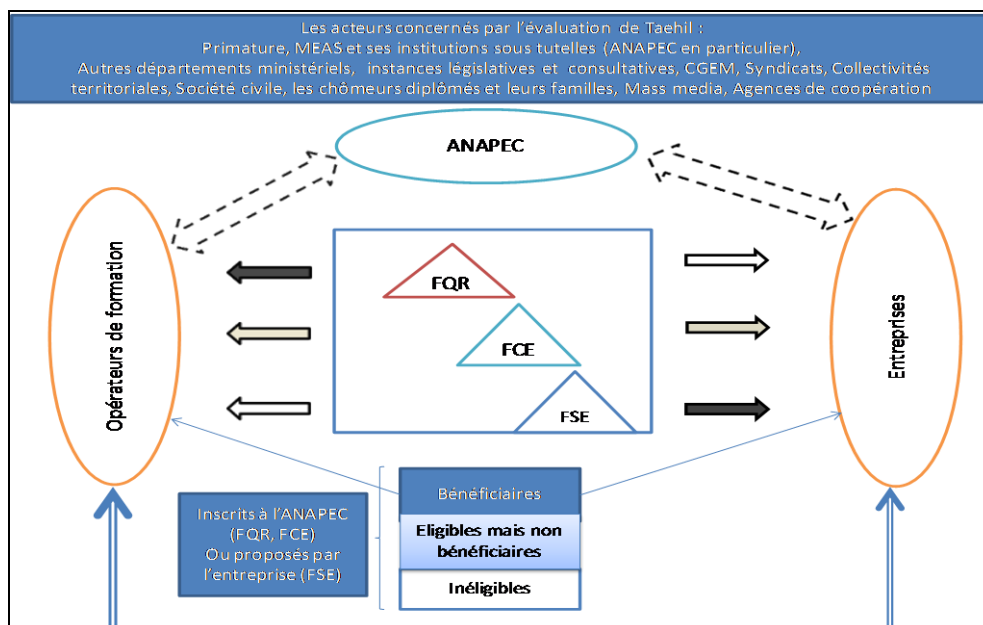 Les acteurs concernés par l'évaluation de Taehil :
Primature, MEAS et ses institutions sous tutelles (ANAPEC en particulier),
Autres départements ministériels, instances législatives et consultatives, CGEM, Syndicats, Collectivités
territoriales, Société civile, les chômeurs diplômés et leurs familles, Mass media, Agences de coopération
ANAPEC
Opérateurs de formation
FQR
FCE
FSE
Entreprises
Inscrits à l'ANAPEC
(FQR, FCE)
Ou proposés par
l'entreprise (FSE)
Bénéficiaires
Eligibles mais non
bénéficiaires
Inéligibles